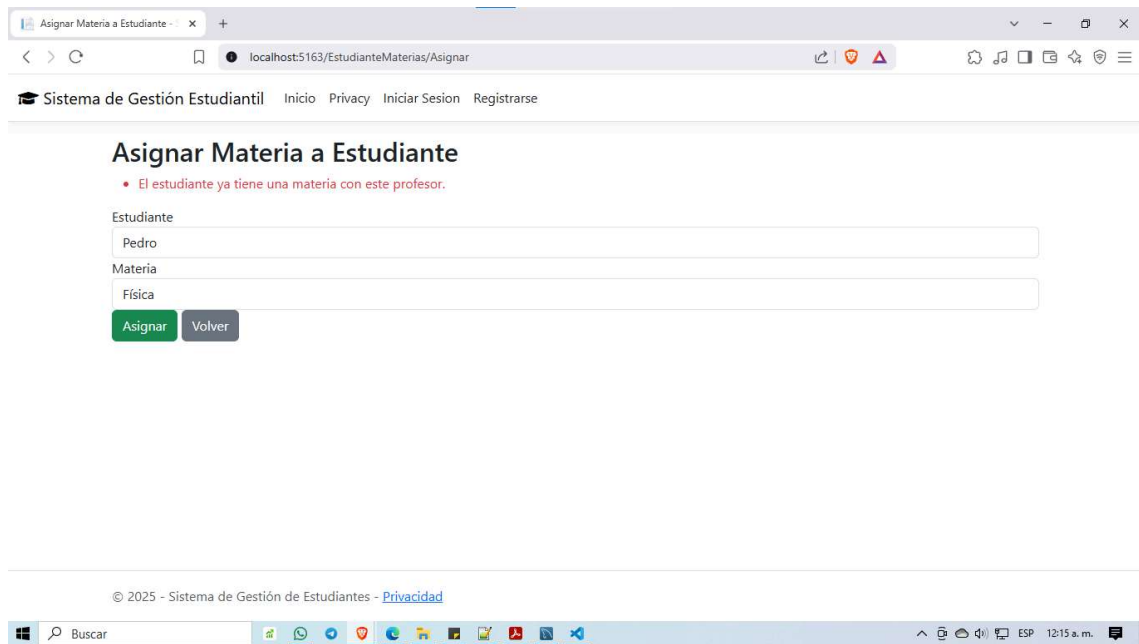 Asignar Materia a Estudiante - S
localhost:5163/EstudianteMaterias/Asignar
Sistema de Gestión Estudiantil Inicio Privacy Iniciar Sesion Registrarse
Asignar Materia a Estudiante
El estudiante ya tiene una materia con este profesor.
Estudiante
Pedro
Materia
Física
Asignar Volver
© 2025 - Sistema de Gestión de Estudiantes - Privacidad
Buscar ESP 12:15 a. m.